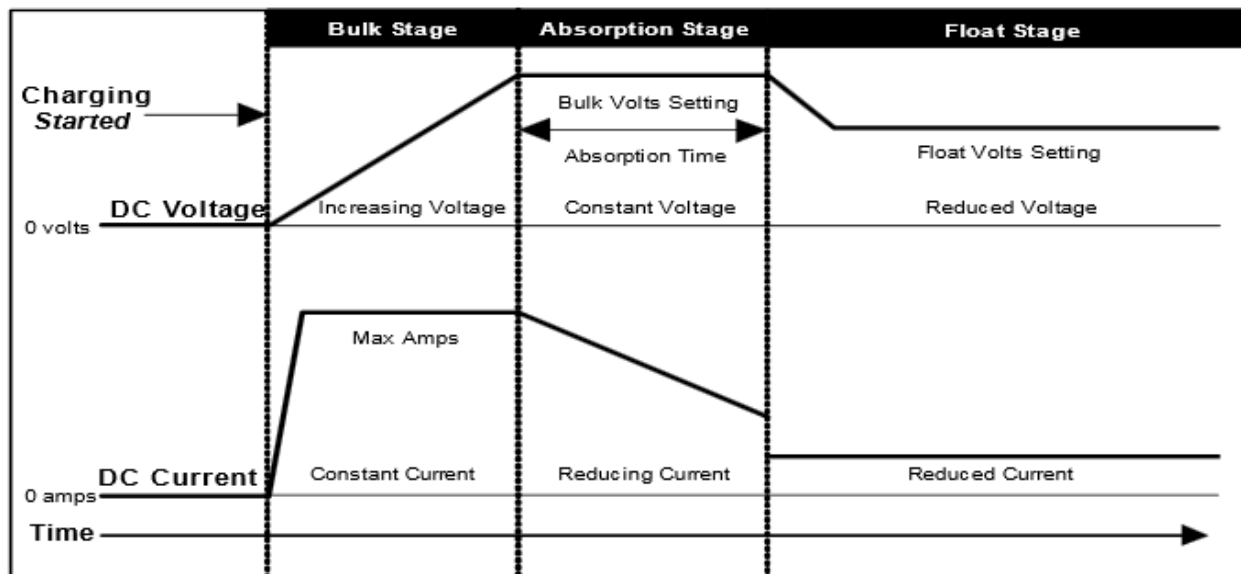 Bulk Stage
Absorption Stage
Float Stage
Charging
Started
Bulk Volts Setting
Absorption Time
Float Volts Setting
DC Voltage
0 volts
Increasing Voltage
Constant Voltage
Reduced Voltage
Max Amps
DC Current
0 amps
Constant Current
Reducing Current
Reduced Current
Time